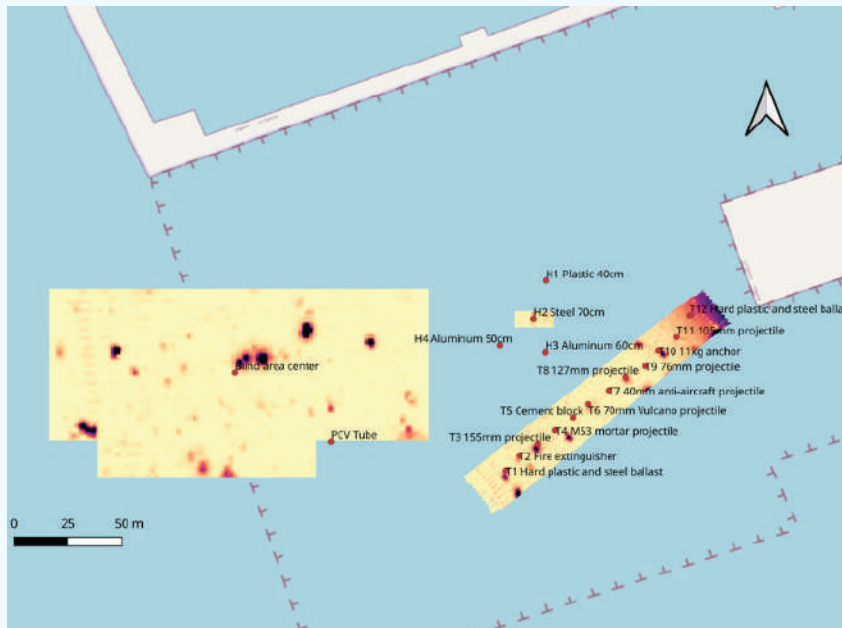 H1 Plastic 40cm
H2 Steel 70cm
T12 Hard plastic and steel balla
T11 105mm projectile
H4 Aluminum 50cm
H3 Aluminum 60cm
T10 11kg anchor
Blind area center
T8 127mm projectile
T9 76mm projectile
T7 40mm anti-aircraft projectile
T5 Cement block
T6 70mm Vulcano projectile
PCV Tube
T3 155mm projectile
T4 M53 mortar projectile
T2 Fire extinguisher
T1 Hard plastic and steel ballast
0 25 50 m